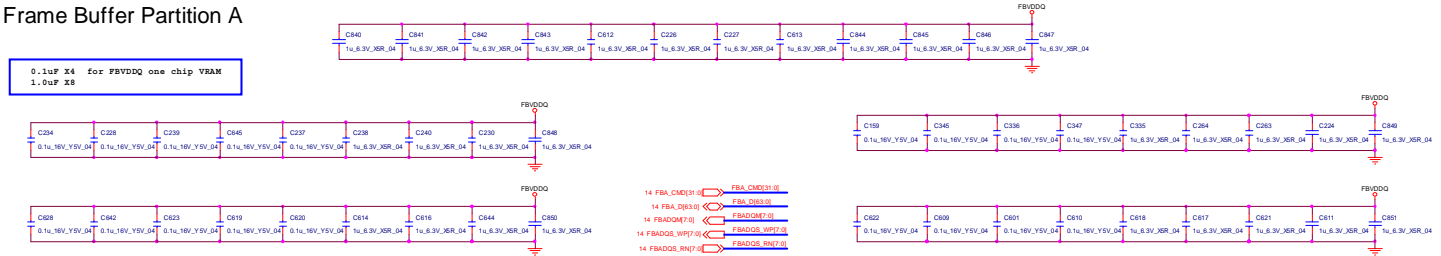 Frame Buffer Partition A
FBVDDQ
C840 C841 C842 C843 C612 C226 C227 C613 C844 C845 C846 C847
1u_6.3V_X5R_04 1u_6.3V_X5R_04 1u_6.3V_X5R_04 1u_6.3V_X5R_04 1u_6.3V_X5R_04 1u_6.3V_X5R_04 1u_6.3V_X5R_04 1u_6.3V_X5R_04 1u_6.3V_X5R_04 1u_6.3V_X5R_04 1u_6.3V_X5R_04 1u_6.3V_X5R_04
0.1uF X4 for FBVDDQ one chip VRAM
1.0uF X8
FBVDDQ
C234 C228 C239 C645 C237 C238 C240 C230 C848
0.1u_16V_Y5V_04 0.1u_16V_Y5V_04 0.1u_16V_Y5V_04 0.1u_16V_Y5V_04 0.1u_16V_Y5V_04 1u_6.3V_X5R_04 1u_6.3V_X5R_04 1u_6.3V_X5R_04 1u_6.3V_X5R_04
FBVDDQ
C159 C345 C336 C347 C335 C264 C263 C224 C849
0.1u_16V_Y5V_04 0.1u_16V_Y5V_04 0.1u_16V_Y5V_04 0.1u_16V_Y5V_04 0.1u_16V_Y5V_04 1u_6.3V_X5R_04 1u_6.3V_X5R_04 1u_6.3V_X5R_04 1u_6.3V_X5R_04
FBVDDQ
C628 C642 C623 C619 C620 C614 C616 C644 C850
0.1u_16V_Y5V_04 0.1u_16V_Y5V_04 0.1u_16V_Y5V_04 0.1u_16V_Y5V_04 0.1u_16V_Y5V_04 1u_6.3V_X5R_04 1u_6.3V_X5R_04 1u_6.3V_X5R_04 1u_6.3V_X5R_04
14 FBA_CMD[31:0] FBA_CMD[31:0]
14 FBA_D[63:0] FBA_D[63:0]
14 FBADQM[7:0] FBADQM[7:0]
14 FBADQS_WP[7:0] FBADQS_WP[7:0]
14 FBADQS_RN[7:0] FBADQS_RN[7:0]
FBVDDQ
C622 C609 C601 C610 C618 C617 C621 C611 C851
0.1u_16V_Y5V_04 0.1u_16V_Y5V_04 0.1u_16V_Y5V_04 0.1u_16V_Y5V_04 1u_6.3V_X5R_04 1u_6.3V_X5R_04 1u_6.3V_X5R_04 1u_6.3V_X5R_04 1u_6.3V_X5R_04